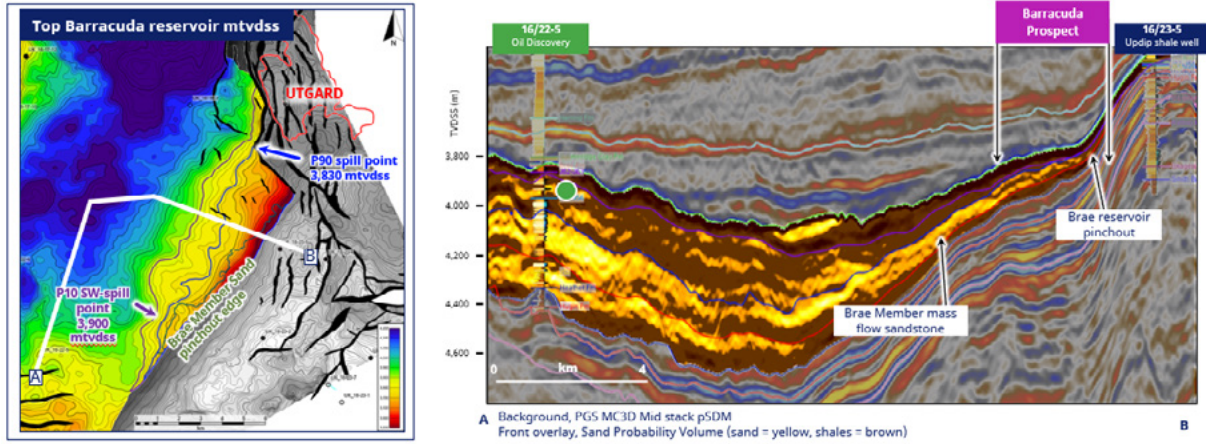 Top Barracuda reservoir mtvdss
N
UTGARD
P90 spill point
3,830 mtvdss
B
P10 SW-spill
point
3,900
mtvdss
Brae Member Sand
pinchout edge
A
16/22-5
Oil Discovery
Barracuda
Prospect
16/23-5
Updip shale well
TVDSS (m)
3,800
4,000
4,200
4,400
4,600
Brae reservoir
pinchout
Brae Member mass
flow sandstone
0
km
4
A
Background, PGS MC3D Mid stack pSDM
Front overlay, Sand Probability Volume (sand = yellow, shales = brown)
B